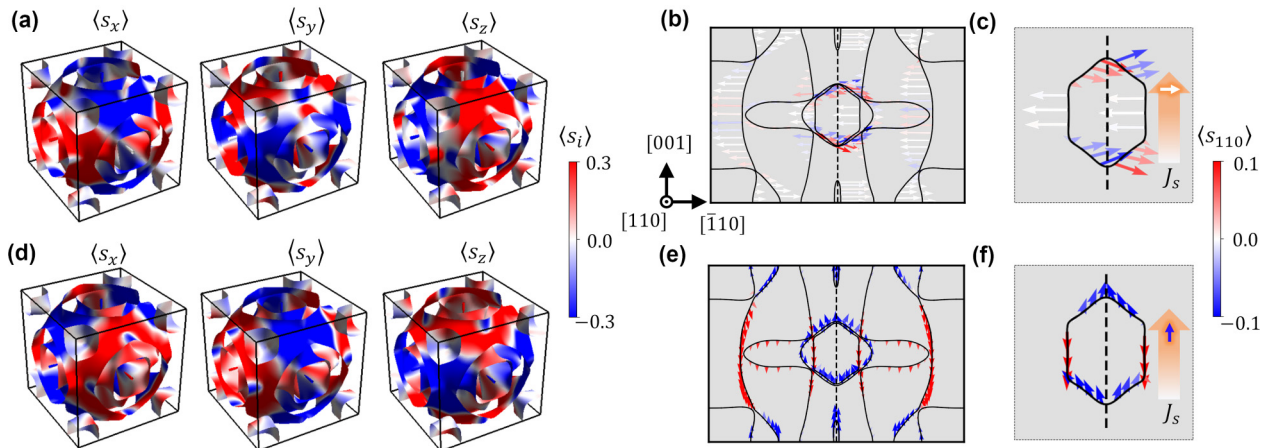 (a)
⟨s_x⟩
⟨s_y⟩
⟨s_z⟩
⟨s_i⟩
0.3
0.0
−0.3
(b)
[001]
[110]
[1̄10]
(c)
J_S
⟨s_110⟩
0.1
0.0
−0.1
(d)
⟨s_x⟩
⟨s_y⟩
⟨s_z⟩
(e)
(f)
J_S